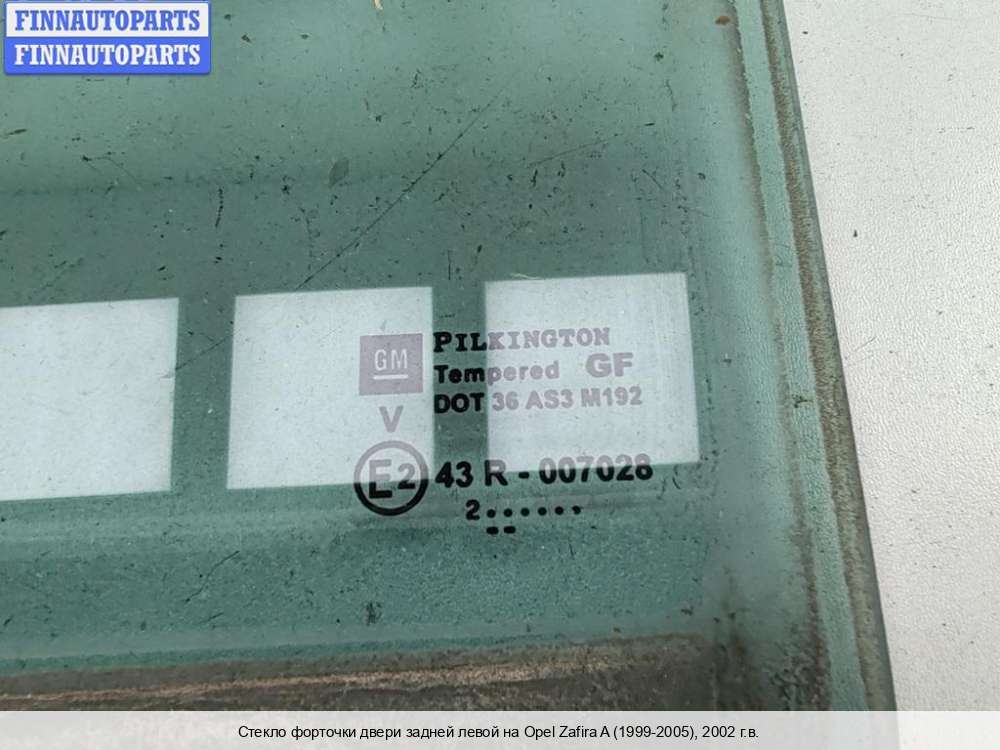 FINNAUTOPARTS
FINNAUTOPARTS
GM
PILKINGTON
Tempered GF
DOT 36 AS3 M192
V
E2 43 R - 007028
2......
Стекло форточки двери задней левой на Opel Zafira A (1999-2005), 2002 г.в.